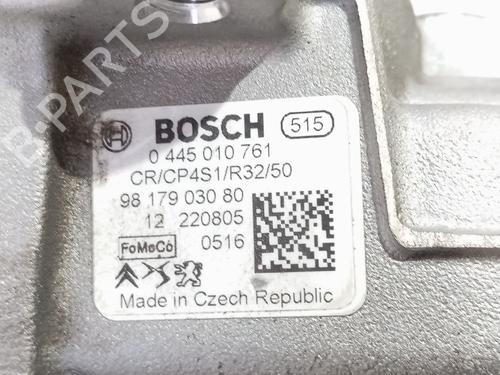 B-PARTS
BOSCH 515
0 445 010 761
CR/CP4S1/R32/50
98 179 030 80
12 220805
FoMoCo 0516
Made in Czech Republic